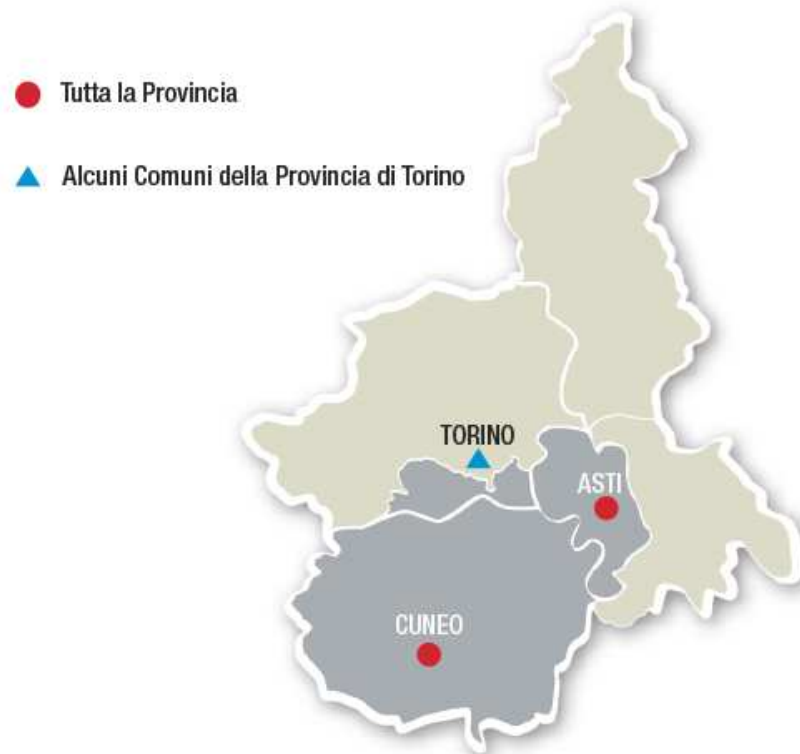 Tutta la Provincia
Alcuni Comuni della Provincia di Torino
TORINO
ASTI
CUNEO